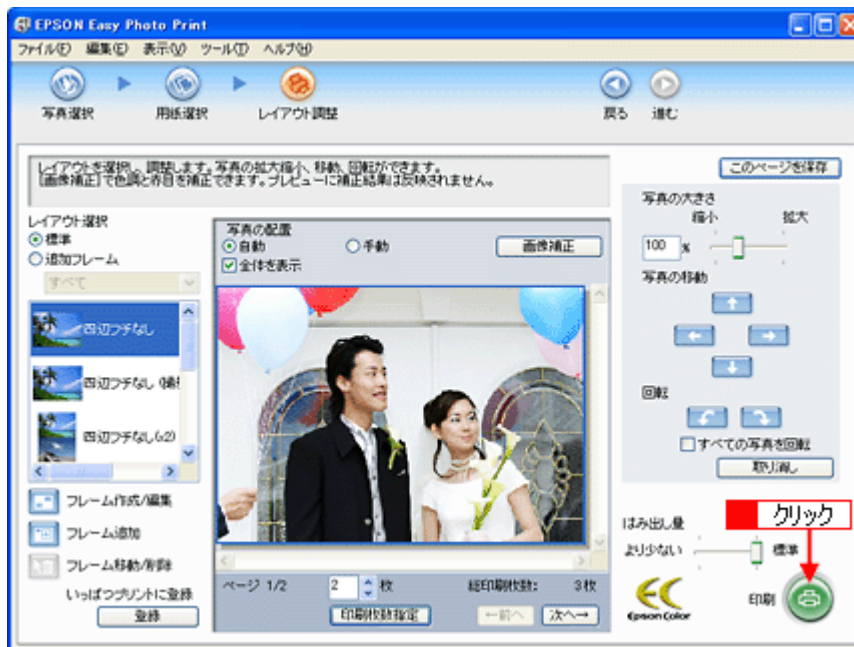 EPSON Easy Photo Print
ファイル(F) 編集(E) 表示(V) ツール(T) ヘルプ(H)
写真選択 用紙選択 レイアウト調整 戻る 進む
レイアウトを選択し、調整します。写真の拡大縮小、移動、回転ができます。
[画像補正]で色調と赤目を補正できます。プレビューに補正結果は反映されません。
このページを保存
レイアウト選択
標準
追加フレーム
すべて
四辺フチなし
四辺フチなし
四辺フチなし(x2)
フレーム作成/編集
フレーム追加
フレーム移動/削除
いっぱつプリントに登録
登録
写真の配置
自動 手動 画像補正
全体を表示
ページ 1/2 2 枚 総印刷枚数: 3枚
印刷枚数指定 ←前へ 次へ→
写真の大きさ
縮小 拡大
100 %
写真の移動
回転
すべての写真を回転
取り消し
クリック
はみ出し量
より少ない 標準
EC
Epson Color
印刷